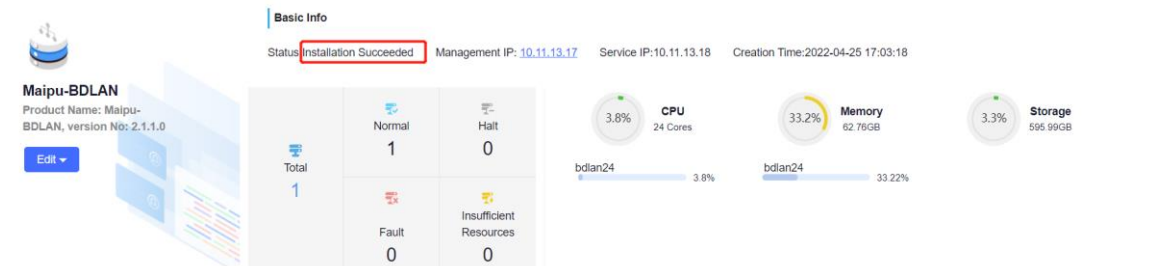 Basic Info
Status:Installation Succeeded Management IP: 10.11.13.17 Service IP:10.11.13.18 Creation Time:2022-04-25 17:03:18
Maipu-BDLAN
Product Name: Maipu-
BDLAN, version No: 2.1.1.0
Edit
Total
1
Normal
1
Halt
0
Fault
0
Insufficient
Resources
0
3.8%
CPU
24 Cores
bdlan24
3.8%
33.2%
Memory
62.76GB
bdlan24
33.22%
3.3%
Storage
595.99GB